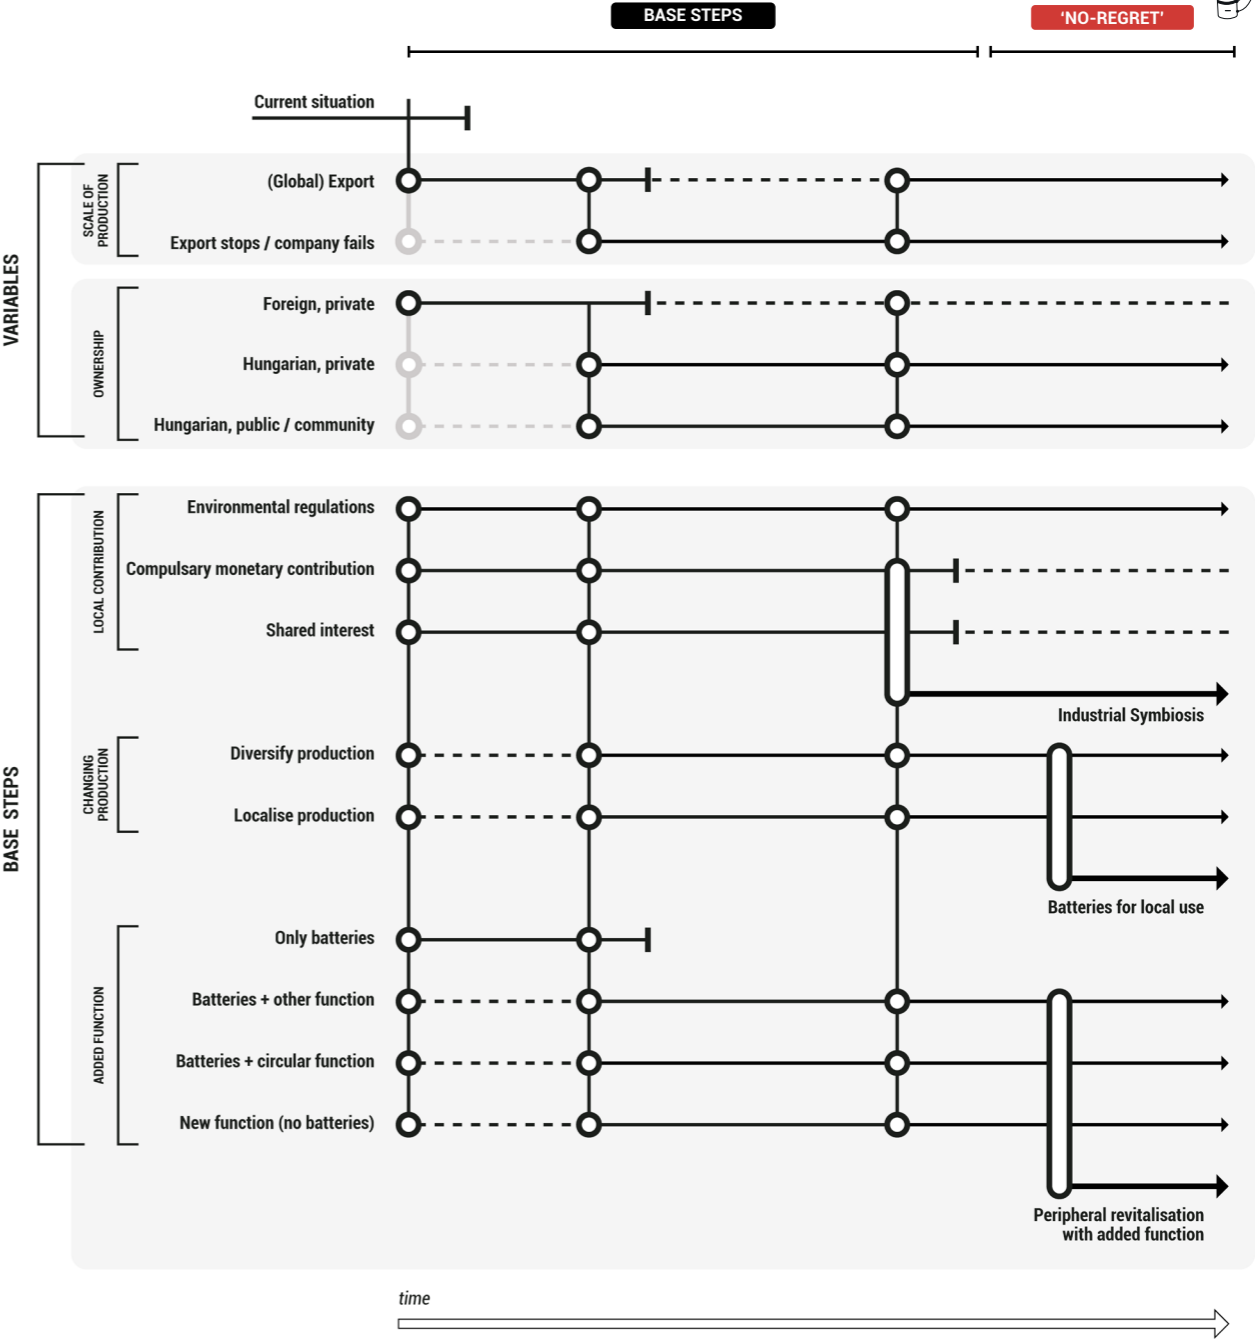 BASE STEPS
'NO-REGRET'
Current situation
VARIABLES
SCALE OF
PRODUCTION
(Global) Export
Export stops / company fails
OWNERSHIP
Foreign, private
Hungarian, private
Hungarian, public / community
BASE STEPS
LOCAL CONTRIBUTION
Environmental regulations
Compulsary monetary contribution
Shared interest
Industrial Symbiosis
CHANGING
PRODUCTION
Diversify production
Localise production
Batteries for local use
ADDED FUNCTION
Only batteries
Batteries + other function
Batteries + circular function
New function (no batteries)
Peripheral revitalisation
with added function
time